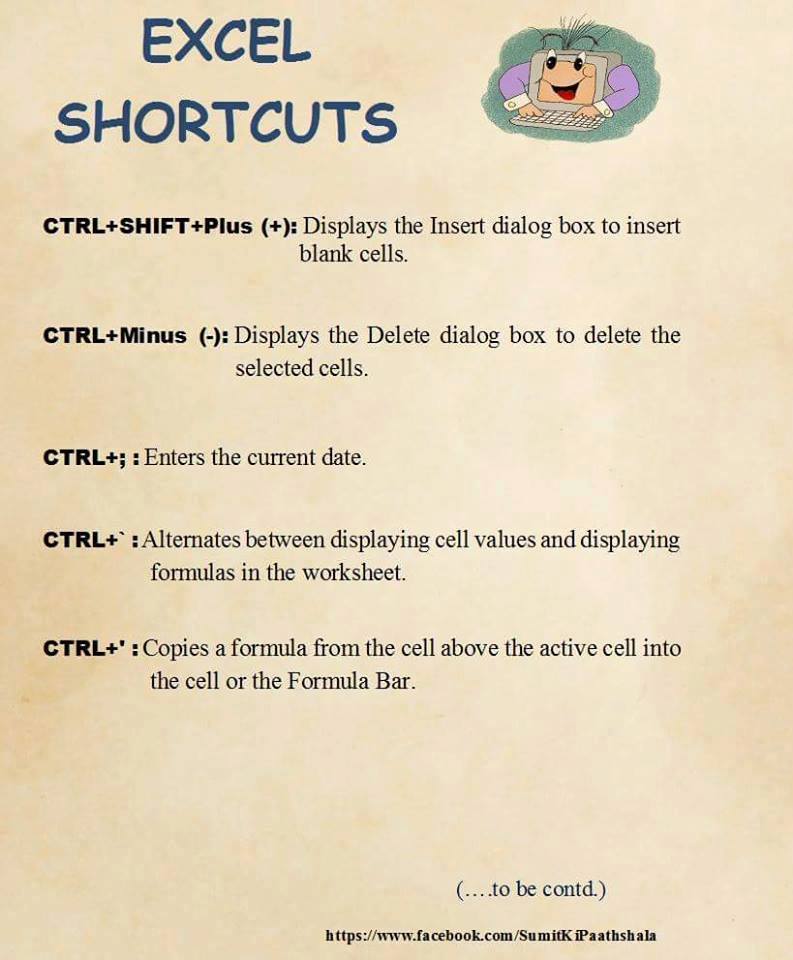 EXCEL
SHORTCUTS
CTRL+SHIFT+Plus (+): Displays the Insert dialog box to insert
blank cells.
CTRL+Minus (-): Displays the Delete dialog box to delete the
selected cells.
CTRL+; : Enters the current date.
CTRL+` : Alternates between displaying cell values and displaying
formulas in the worksheet.
CTRL+' : Copies a formula from the cell above the active cell into
the cell or the Formula Bar.
(....to be contd.)
https://www.facebook.com/SumitKiPaathshala